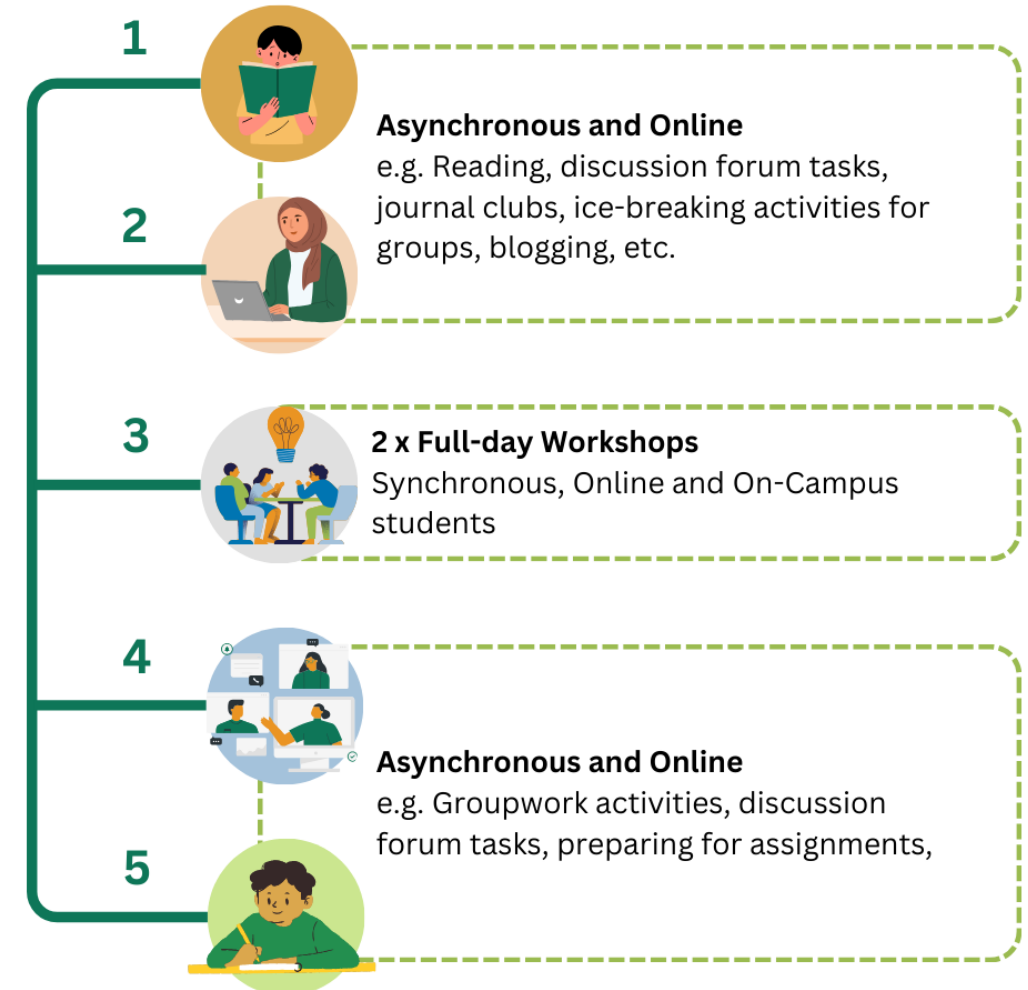 1
Asynchronous and Online
e.g. Reading, discussion forum tasks,
journal clubs, ice-breaking activities for
groups, blogging, etc.
2
3
2 x Full-day Workshops
Synchronous, Online and On-Campus
students
4
Asynchronous and Online
e.g. Groupwork activities, discussion
forum tasks, preparing for assignments,
5